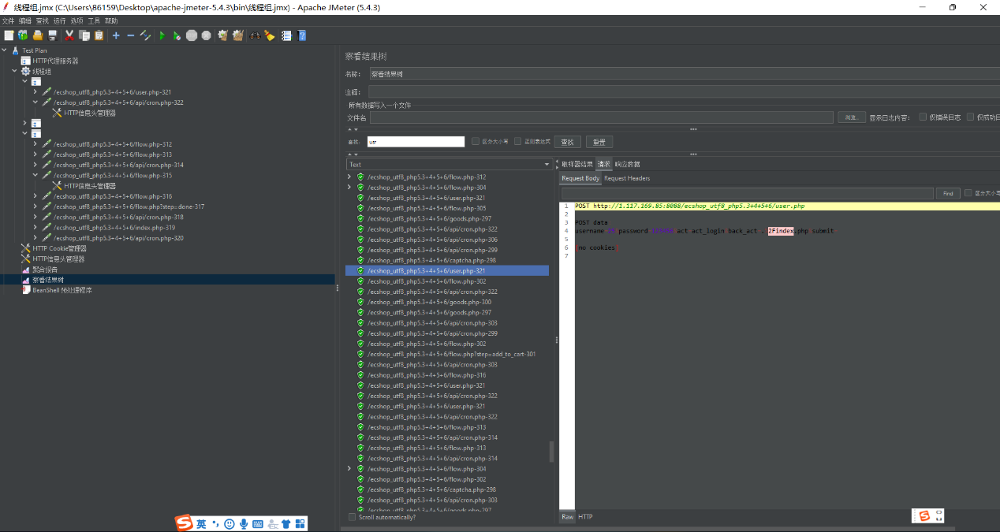 线程组.jmx (C:\Users\86159\Desktop\apache-jmeter-5.4.3\bin\线程组.jmx) - Apache JMeter (5.4.3)
文件 编辑 查找 运行 选项 工具 帮助
Test Plan
HTTP代理服务器
线程组
/ecshop_utf8_php5.3+4+5+6/user.php-321
/ecshop_utf8_php5.3+4+5+6/api/cron.php-322
HTTP信息头管理器
/ecshop_utf8_php5.3+4+5+6/flow.php-312
/ecshop_utf8_php5.3+4+5+6/flow.php-313
/ecshop_utf8_php5.3+4+5+6/api/cron.php-314
/ecshop_utf8_php5.3+4+5+6/flow.php-315
HTTP信息头管理器
/ecshop_utf8_php5.3+4+5+6/flow.php-316
/ecshop_utf8_php5.3+4+5+6/flow.php?step=done-317
/ecshop_utf8_php5.3+4+5+6/api/cron.php-318
/ecshop_utf8_php5.3+4+5+6/index.php-319
/ecshop_utf8_php5.3+4+5+6/api/cron.php-320
HTTP Cookie管理器
HTTP信息头管理器
聚合报告
察看结果树
BeanShell 预处理程序
察看结果树
名称： 察看结果树
注释：
所有数据写入一个文件
文件名 浏览... 显示日志内容： 仅错误日志 仅成功日
查找: usr 区分大小写 正则表达式 查找 重置
Text
/ecshop_utf8_php5.3+4+5+6/flow.php-312
/ecshop_utf8_php5.3+4+5+6/flow.php-304
/ecshop_utf8_php5.3+4+5+6/user.php-321
/ecshop_utf8_php5.3+4+5+6/flow.php-305
/ecshop_utf8_php5.3+4+5+6/goods.php-297
/ecshop_utf8_php5.3+4+5+6/api/cron.php-322
/ecshop_utf8_php5.3+4+5+6/api/cron.php-306
/ecshop_utf8_php5.3+4+5+6/api/cron.php-299
/ecshop_utf8_php5.3+4+5+6/captcha.php-298
/ecshop_utf8_php5.3+4+5+6/user.php-321
/ecshop_utf8_php5.3+4+5+6/flow.php-302
/ecshop_utf8_php5.3+4+5+6/api/cron.php-322
/ecshop_utf8_php5.3+4+5+6/goods.php-300
/ecshop_utf8_php5.3+4+5+6/goods.php-297
/ecshop_utf8_php5.3+4+5+6/api/cron.php-303
/ecshop_utf8_php5.3+4+5+6/api/cron.php-299
/ecshop_utf8_php5.3+4+5+6/flow.php-302
/ecshop_utf8_php5.3+4+5+6/flow.php?step=add_to_cart-301
/ecshop_utf8_php5.3+4+5+6/api/cron.php-303
/ecshop_utf8_php5.3+4+5+6/flow.php-316
/ecshop_utf8_php5.3+4+5+6/user.php-321
/ecshop_utf8_php5.3+4+5+6/api/cron.php-322
/ecshop_utf8_php5.3+4+5+6/user.php-321
/ecshop_utf8_php5.3+4+5+6/api/cron.php-322
/ecshop_utf8_php5.3+4+5+6/flow.php-313
/ecshop_utf8_php5.3+4+5+6/api/cron.php-314
/ecshop_utf8_php5.3+4+5+6/flow.php-313
/ecshop_utf8_php5.3+4+5+6/api/cron.php-314
/ecshop_utf8_php5.3+4+5+6/flow.php-304
/ecshop_utf8_php5.3+4+5+6/flow.php-302
/ecshop_utf8_php5.3+4+5+6/captcha.php-298
/ecshop_utf8_php5.3+4+5+6/api/cron.php-303
/ecshop_utf8_php5.3+4+5+6/goods.php-297
Scroll automatically?
取样器结果 请求 响应数据
Request Body Request Headers
Find 区分大小写
1 POST http://1.117.169.85:8088/ecshop_utf8_php5.3+4+5+6/user.php
2
3 POST data
4 username password 123456 act act_login back_act 2Findex.php submit
5
6 [no cookies]
7
Raw HTTP
英